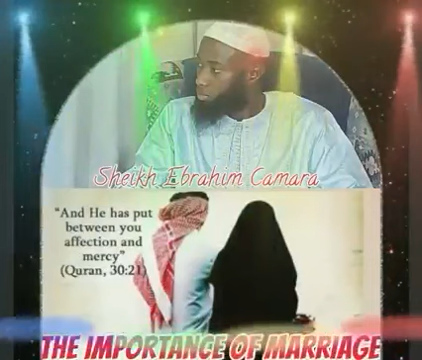 Sheikh Ebrahim Camara
"And He has put
between you
affection and
mercy"
(Quran, 30:21)
THE IMPORTANCE OF MARRIAGE